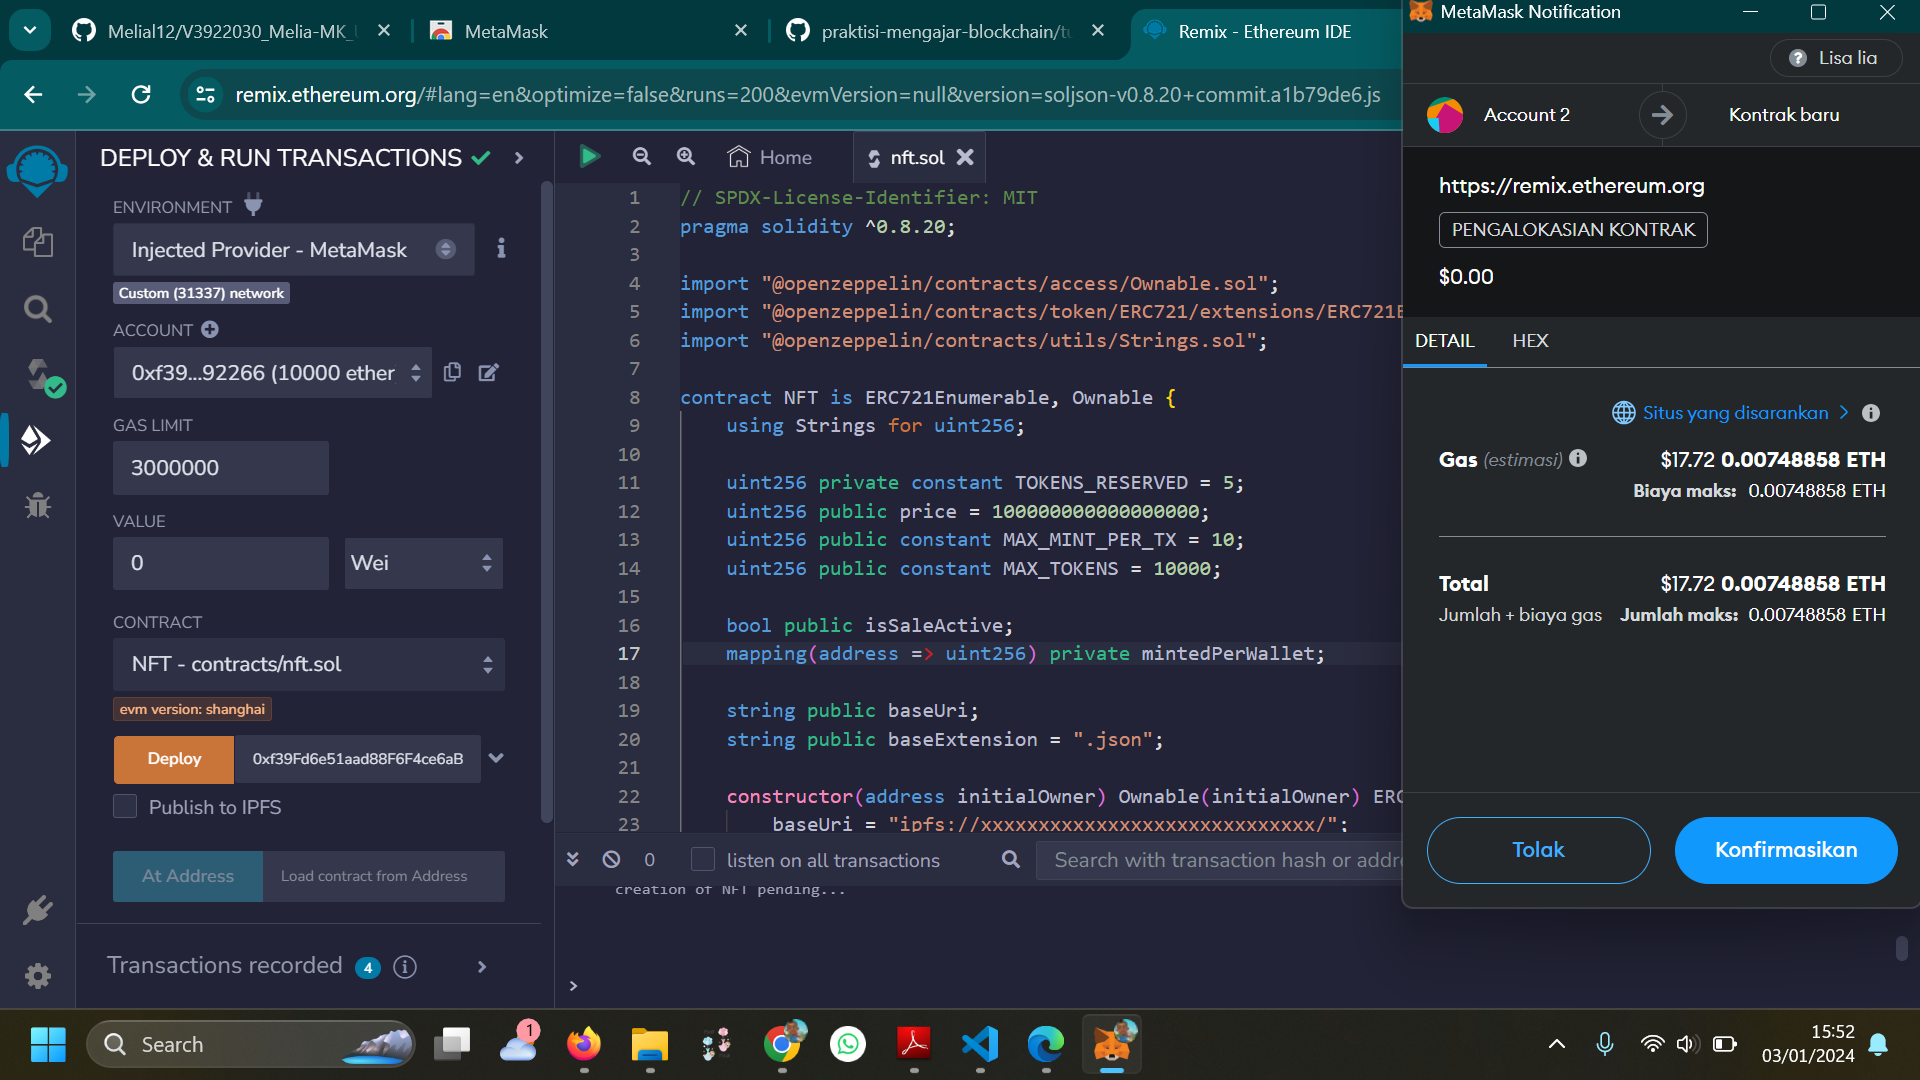 Melial12/V3922030_Melia-MK_
MetaMask
praktisi-mengajar-blockchain/tu
Remix - Ethereum IDE
remix.ethereum.org/#lang=en&optimize=false&runs=200&evmVersion=null&version=soljson-v0.8.20+commit.a1b79de6.js
DEPLOY & RUN TRANSACTIONS
ENVIRONMENT
Injected Provider - MetaMask
Custom (31337) network
ACCOUNT
0xf39...92266 (10000 ether
GAS LIMIT
3000000
VALUE
0
Wei
CONTRACT
NFT - contracts/nft.sol
evm version: shanghai
Deploy
0xf39Fd6e51aad88F6F4ce6aB
Publish to IPFS
At Address
Load contract from Address
Transactions recorded 4
Home
nft.sol
1 // SPDX-License-Identifier: MIT
2 pragma solidity ^0.8.20;
3
4 import "@openzeppelin/contracts/access/Ownable.sol";
5 import "@openzeppelin/contracts/token/ERC721/extensions/ERC721E
6 import "@openzeppelin/contracts/utils/Strings.sol";
7
8 contract NFT is ERC721Enumerable, Ownable {
9 using Strings for uint256;
10
11 uint256 private constant TOKENS_RESERVED = 5;
12 uint256 public price = 100000000000000000;
13 uint256 public constant MAX_MINT_PER_TX = 10;
14 uint256 public constant MAX_TOKENS = 10000;
15
16 bool public isSaleActive;
17 mapping(address => uint256) private mintedPerWallet;
18
19 string public baseUri;
20 string public baseExtension = ".json";
21
22 constructor(address initialOwner) Ownable(initialOwner) ERC
23 baseUri = "ipfs://xxxxxxxxxxxxxxxxxxxxxxxxxxxxx/";
0
listen on all transactions
Search with transaction hash or addre
creation of NFT pending...
>
MetaMask Notification
Lisa lia
Account 2
Kontrak baru
https://remix.ethereum.org
PENGALOKASIAN KONTRAK
$0.00
DETAIL
HEX
Situs yang disarankan >
Gas (estimasi) $17.72 0.00748858 ETH
Biaya maks: 0.00748858 ETH
Total $17.72 0.00748858 ETH
Jumlah + biaya gas Jumlah maks: 0.00748858 ETH
Tolak
Konfirmasikan
Search
1
15:52
03/01/2024